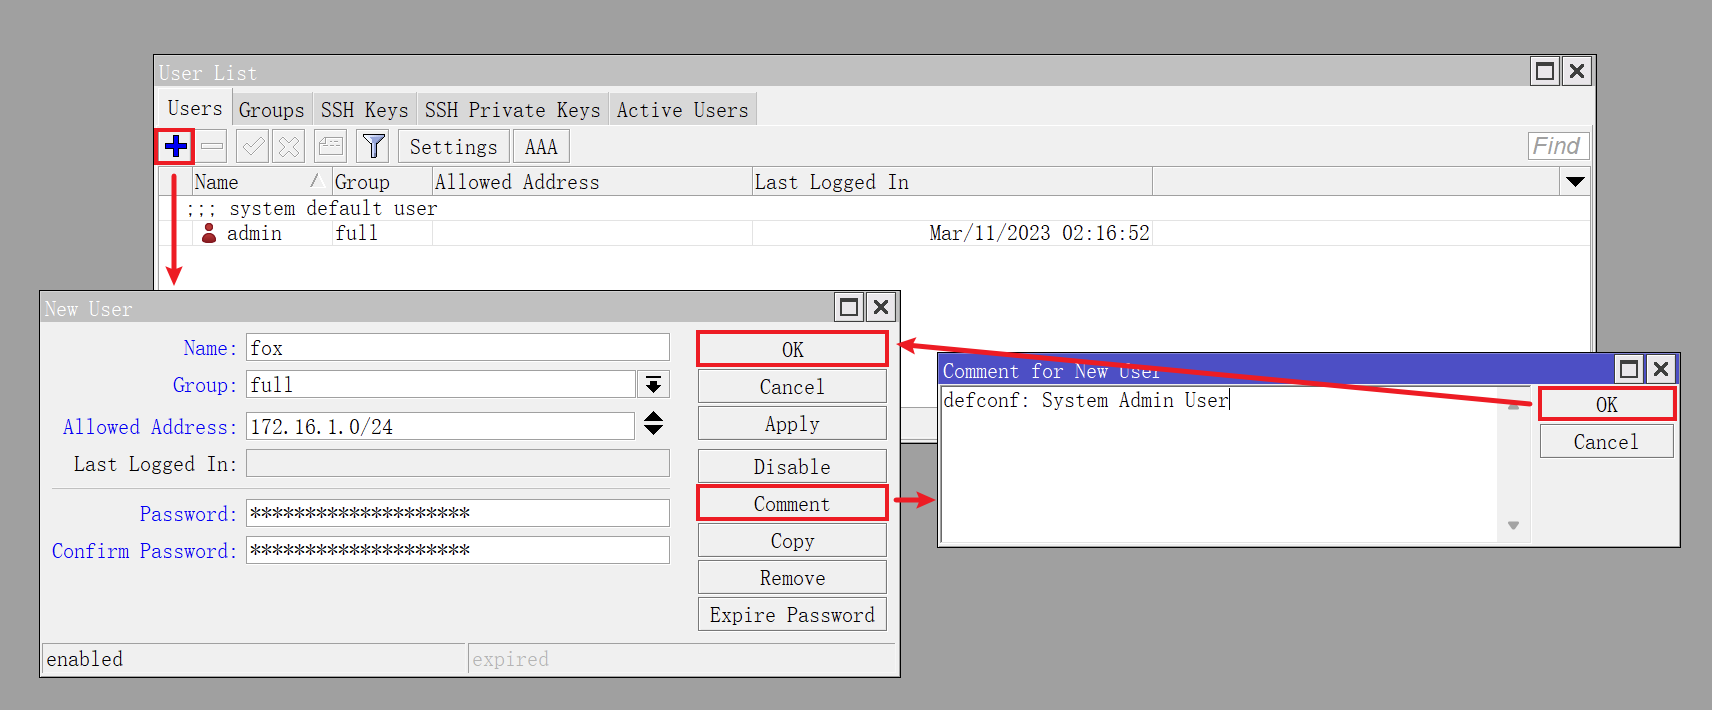 User List
Users Groups SSH Keys SSH Private Keys Active Users
Settings AAA Find
Name Group Allowed Address Last Logged In
;;; system default user
admin full Mar/11/2023 02:16:52
New User
Name: fox
Group: full
Allowed Address: 172.16.1.0/24
Last Logged In:
Password: ********************
Confirm Password: ********************
OK
Cancel
Apply
Disable
Comment
Copy
Remove
Expire Password
enabled expired
Comment for New User
defconf: System Admin User
OK
Cancel